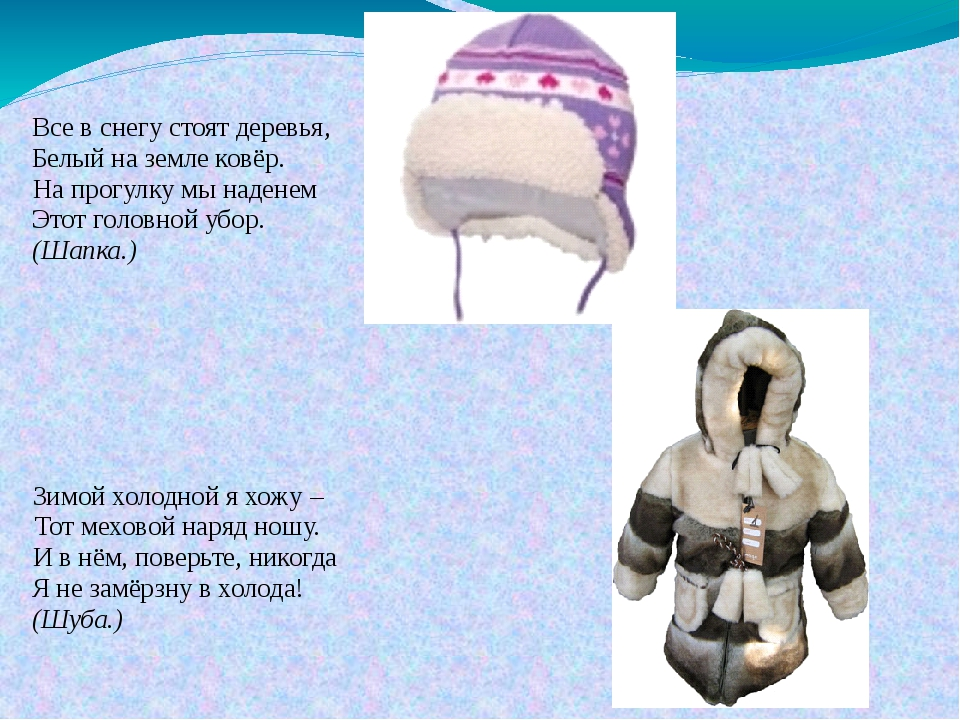 Все в снегу стоят деревья,
Белый на земле ковёр.
На прогулку мы наденем
Этот головной убор.
(Шапка.)
Зимой холодной я хожу –
Тот меховой наряд ношу.
И в нём, поверьте, никогда
Я не замёрзну в холода!
(Шуба.)